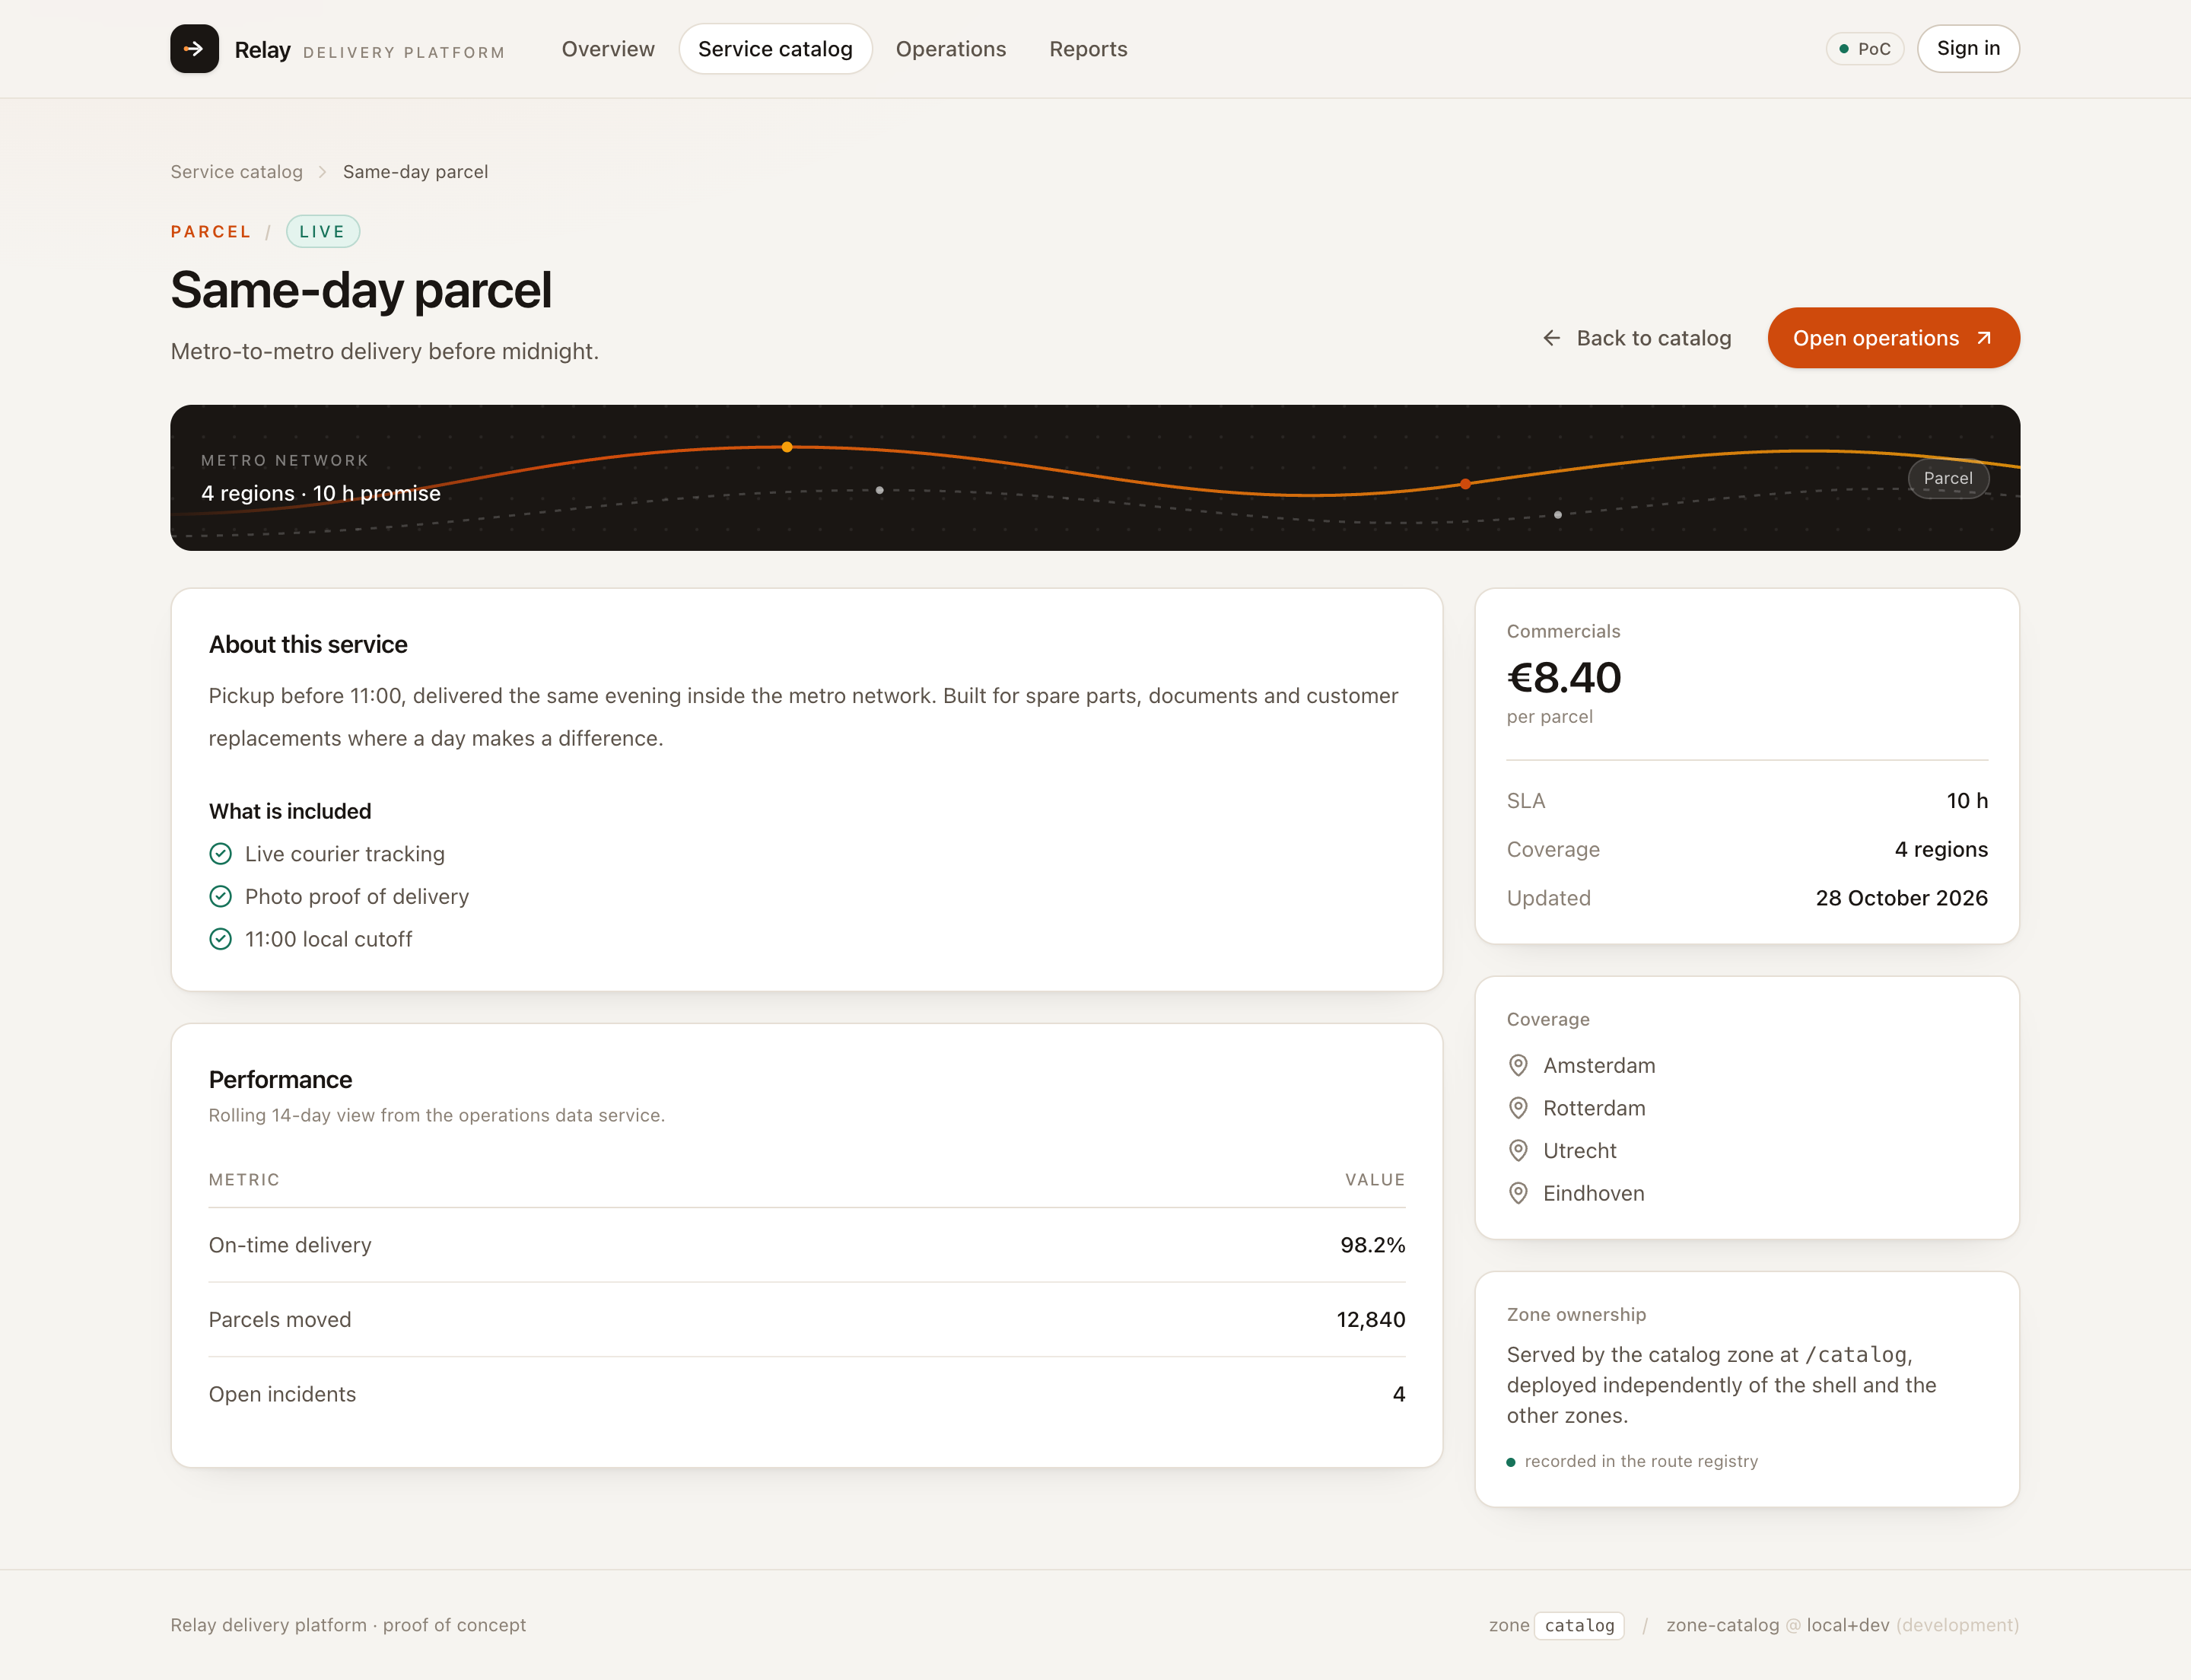 Relay DELIVERY PLATFORM
Overview
Service catalog
Operations
Reports
PoC
Sign in
Service catalog
Same-day parcel
PARCEL / LIVE
Same-day parcel
Metro-to-metro delivery before midnight.
Back to catalog
Open operations
METRO NETWORK
4 regions · 10 h promise
Parcel
About this service
Pickup before 11:00, delivered the same evening inside the metro network. Built for spare parts, documents and customer
replacements where a day makes a difference.
What is included
Live courier tracking
Photo proof of delivery
11:00 local cutoff
Performance
Rolling 14-day view from the operations data service.
METRIC VALUE
On-time delivery 98.2%
Parcels moved 12,840
Open incidents 4
Commercials
€8.40
per parcel
SLA 10 h
Coverage 4 regions
Updated 28 October 2026
Coverage
Amsterdam
Rotterdam
Utrecht
Eindhoven
Zone ownership
Served by the catalog zone at /catalog,
deployed independently of the shell and the
other zones.
recorded in the route registry
Relay delivery platform · proof of concept
zone catalog / zone-catalog @ local+dev (development)